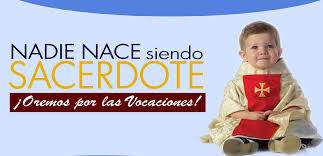 NADIE NACE siendo
SACERDOTE
¡Oremos por las Vocaciones!